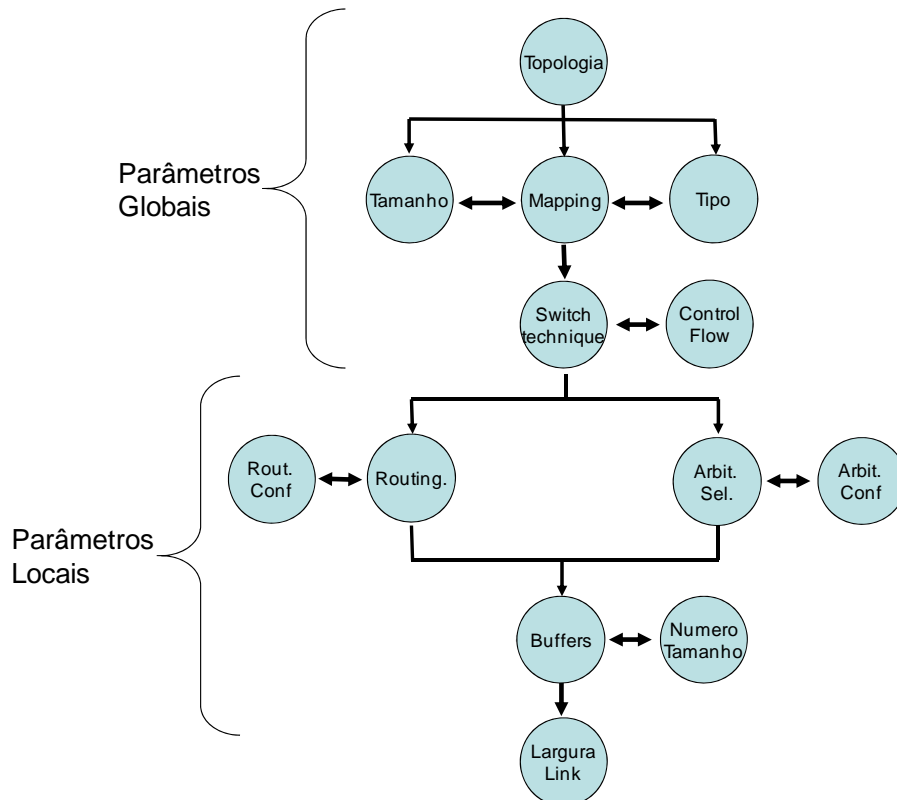 Topologia
Parâmetros
Globais
Tamanho
Mapping
Tipo
Switch
technique
Control
Flow
Parâmetros
Locais
Rout.
Conf
Routing.
Arbit.
Sel.
Arbit.
Conf
Buffers
Numero
Tamanho
Largura
Link